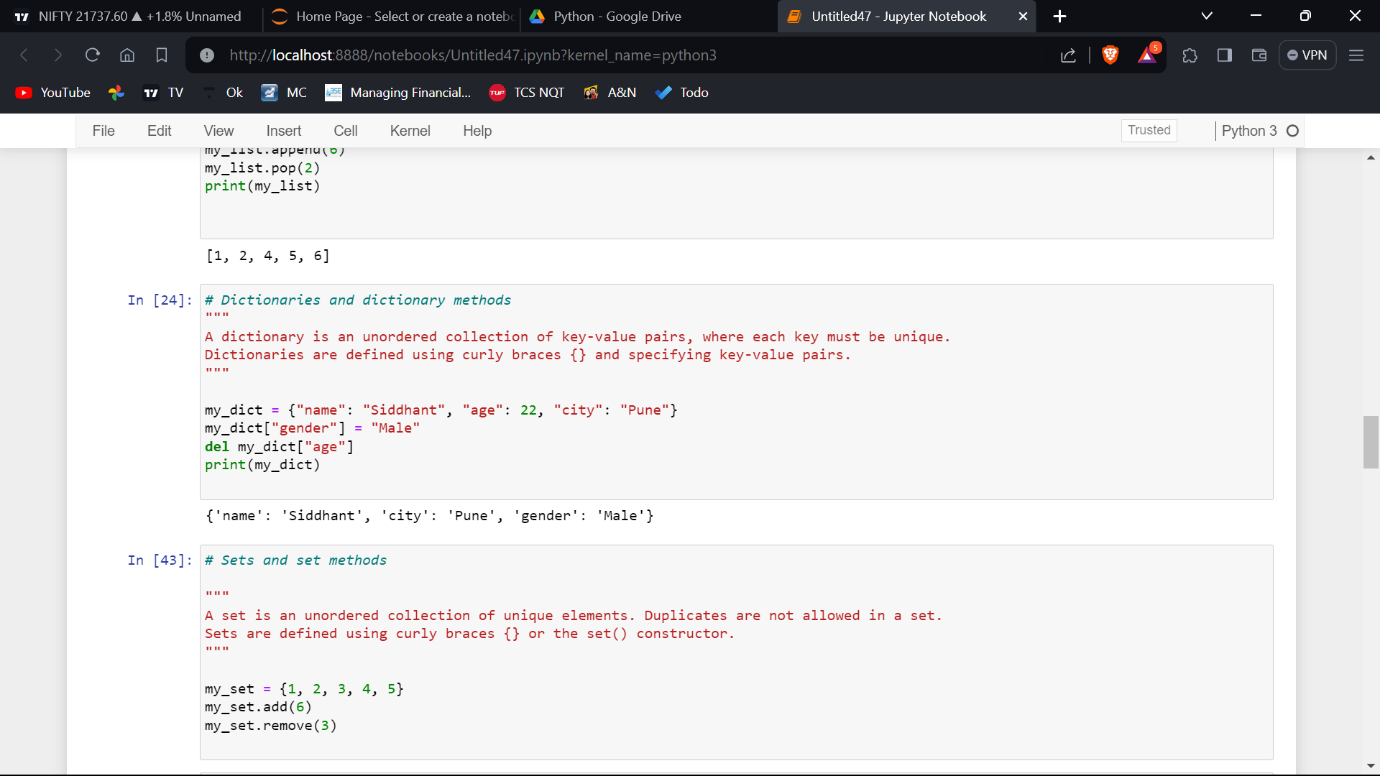 NIFTY 21737.60 ▲ +1.8% Unnamed
Home Page - Select or create a noteb
Python - Google Drive
Untitled47 - Jupyter Notebook
http://localhost:8888/notebooks/Untitled47.ipynb?kernel_name=python3
5
VPN
YouTube
TV
Ok
MC
Managing Financial...
TCS NQT
A&N
Todo
File Edit View Insert Cell Kernel Help
Trusted
Python 3
my_list.append(6)
my_list.pop(2)
print(my_list)
[1, 2, 4, 5, 6]
In [24]:
# Dictionaries and dictionary methods
"""
A dictionary is an unordered collection of key-value pairs, where each key must be unique.
Dictionaries are defined using curly braces {} and specifying key-value pairs.
"""
my_dict = {"name": "Siddhant", "age": 22, "city": "Pune"}
my_dict["gender"] = "Male"
del my_dict["age"]
print(my_dict)
{'name': 'Siddhant', 'city': 'Pune', 'gender': 'Male'}
In [43]:
# Sets and set methods
"""
A set is an unordered collection of unique elements. Duplicates are not allowed in a set.
Sets are defined using curly braces {} or the set() constructor.
"""
my_set = {1, 2, 3, 4, 5}
my_set.add(6)
my_set.remove(3)